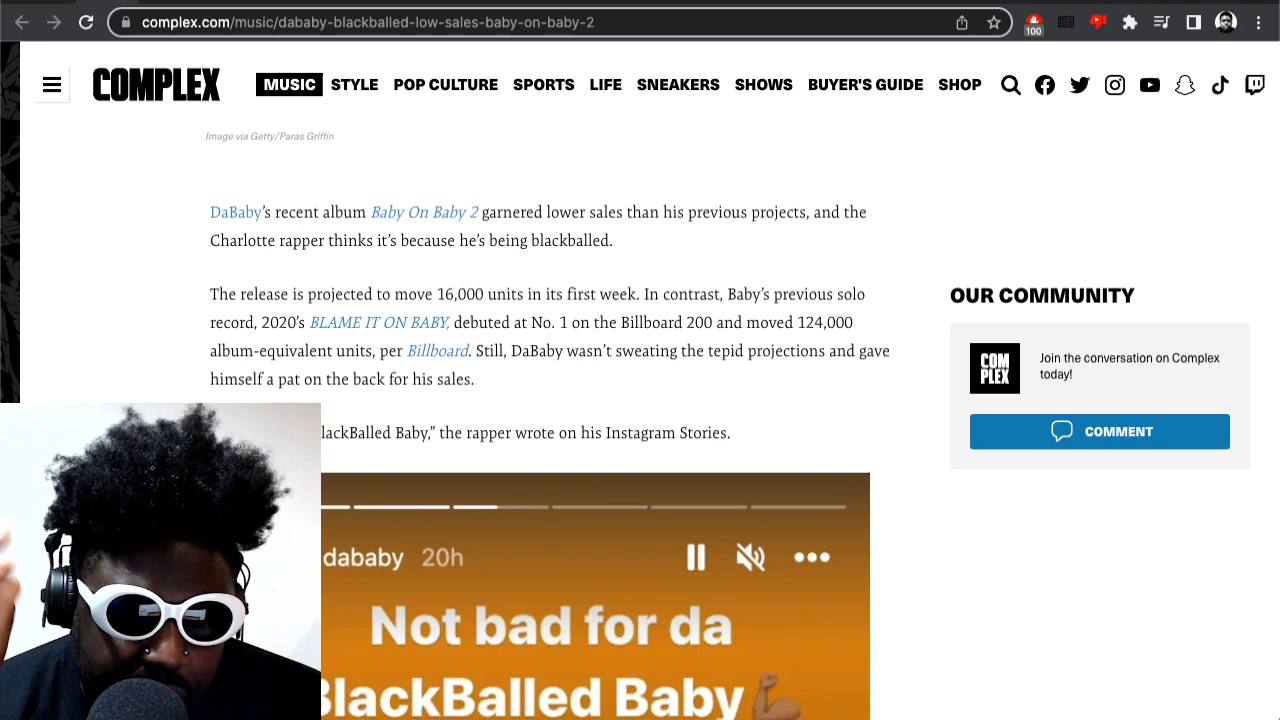 complex.com/music/dababy-blackballed-low-sales-baby-on-baby-2
100
COMPLEX
MUSIC STYLE POP CULTURE SPORTS LIFE SNEAKERS SHOWS BUYER'S GUIDE SHOP
Image via Getty/Paras Griffin
DaBaby’s recent album Baby On Baby 2 garnered lower sales than his previous projects, and the
Charlotte rapper thinks it’s because he’s being blackballed.
The release is projected to move 16,000 units in its first week. In contrast, Baby’s previous solo
record, 2020’s BLAME IT ON BABY, debuted at No. 1 on the Billboard 200 and moved 124,000
album-equivalent units, per Billboard. Still, DaBaby wasn’t sweating the tepid projections and gave
himself a pat on the back for his sales.
lackBalled Baby,” the rapper wrote on his Instagram Stories.
dababy 20h
Not bad for da
BlackBalled Baby
OUR COMMUNITY
COM
PLEX
Join the conversation on Complex
today!
COMMENT